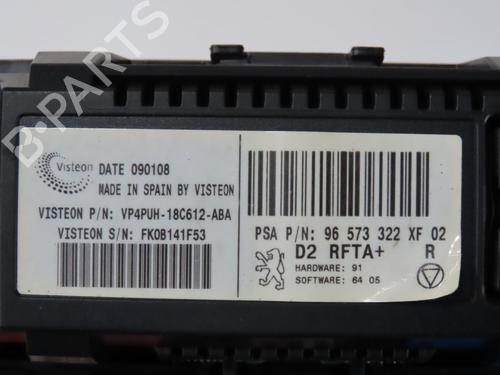 Visteon
DATE 090108
MADE IN SPAIN BY VISTEON
VISTEON P/N: VP4PUH-18C612-ABA
VISTEON S/N: FK0B141F53
PSA P/N: 96 573 322 XF 02
D2 RFTA+ R
HARDWARE: 91
SOFTWARE: 64 05
B-PARTS